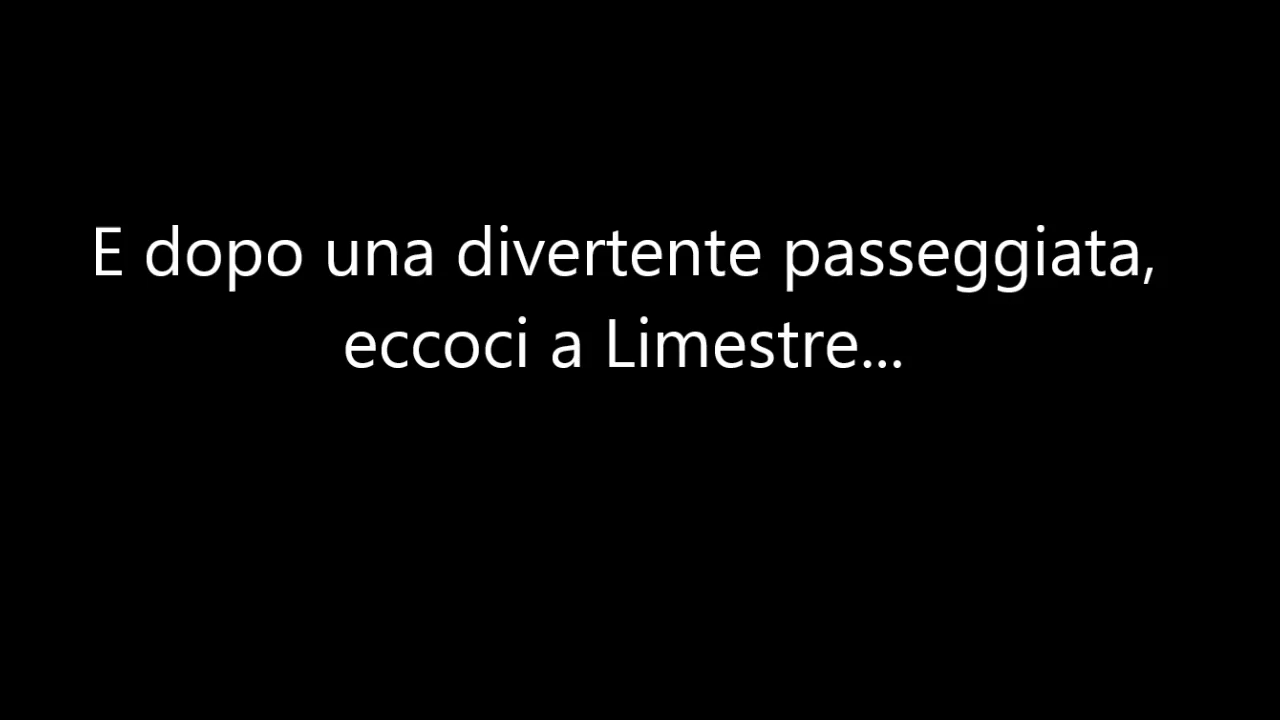 E dopo una divertente passeggiata,
eccoci a Limestre...